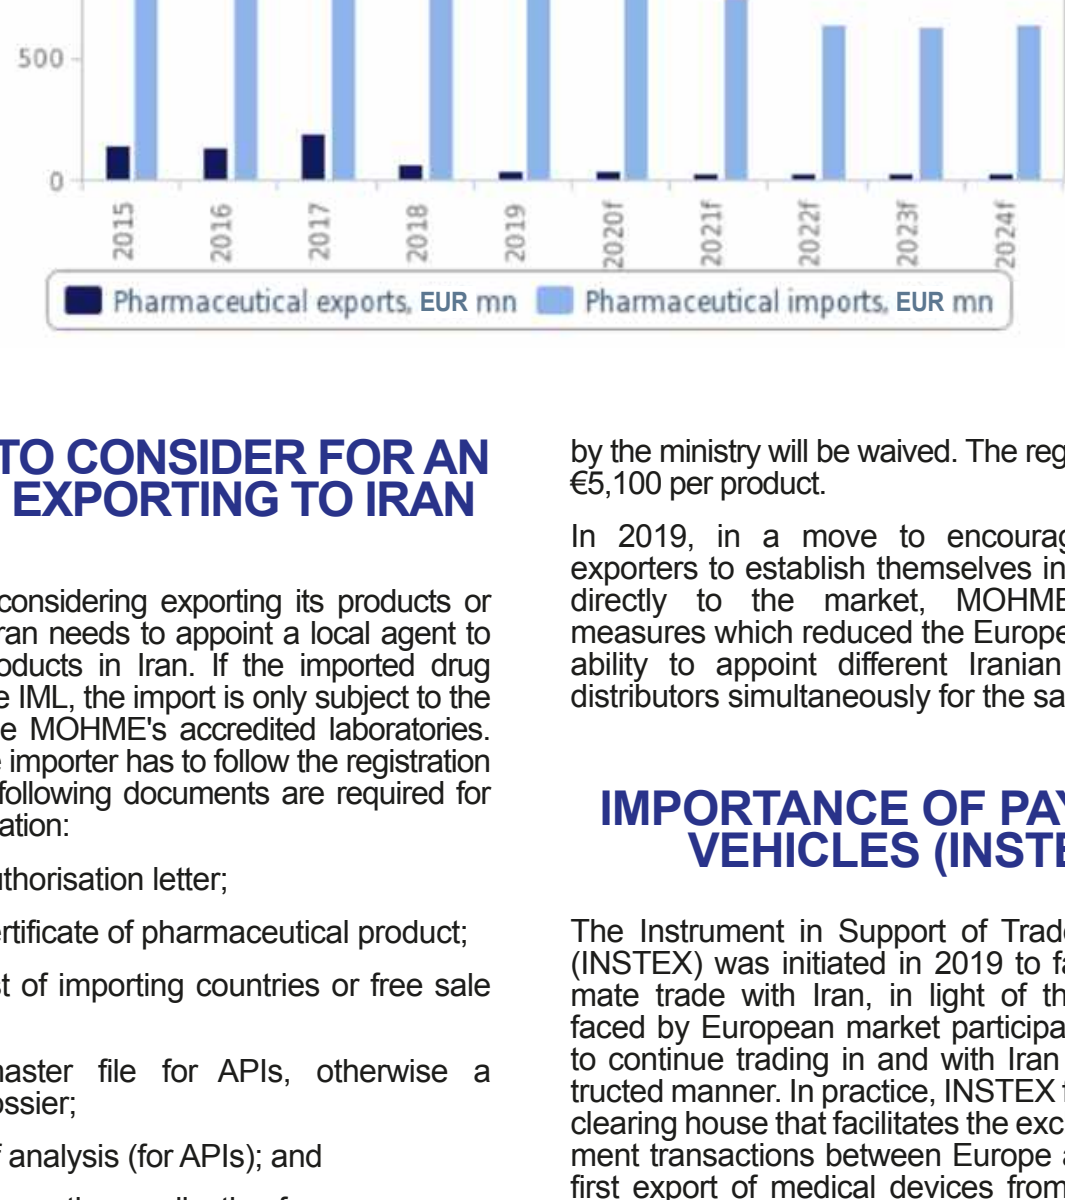 500
0
2015
2016
2017
2018
2019
2020f
2021f
2022f
2023f
2024f
Pharmaceutical exports, EUR mn Pharmaceutical imports, EUR mn
TO CONSIDER FOR AN
EXPORTING TO IRAN
considering exporting its products or
ran needs to appoint a local agent to
oducts in Iran. If the imported drug
e IML, the import is only subject to the
e MOHME's accredited laboratories.
e importer has to follow the registration
following documents are required for
ation:
uthorisation letter;
ertificate of pharmaceutical product;
st of importing countries or free sale
naster file for APIs, otherwise a
ossier;
f analysis (for APIs); and
by the ministry will be waived. The reg
€5,100 per product.
In 2019, in a move to encourag
exporters to establish themselves in
directly to the market, MOHME
measures which reduced the Europe
ability to appoint different Iranian
distributors simultaneously for the sa
IMPORTANCE OF PAY
VEHICLES (INSTE
The Instrument in Support of Trade
(INSTEX) was initiated in 2019 to fa
mate trade with Iran, in light of th
faced by European market participa
to continue trading in and with Iran
tructed manner. In practice, INSTEX f
clearing house that facilitates the exc
ment transactions between Europe a
first export of medical devices from